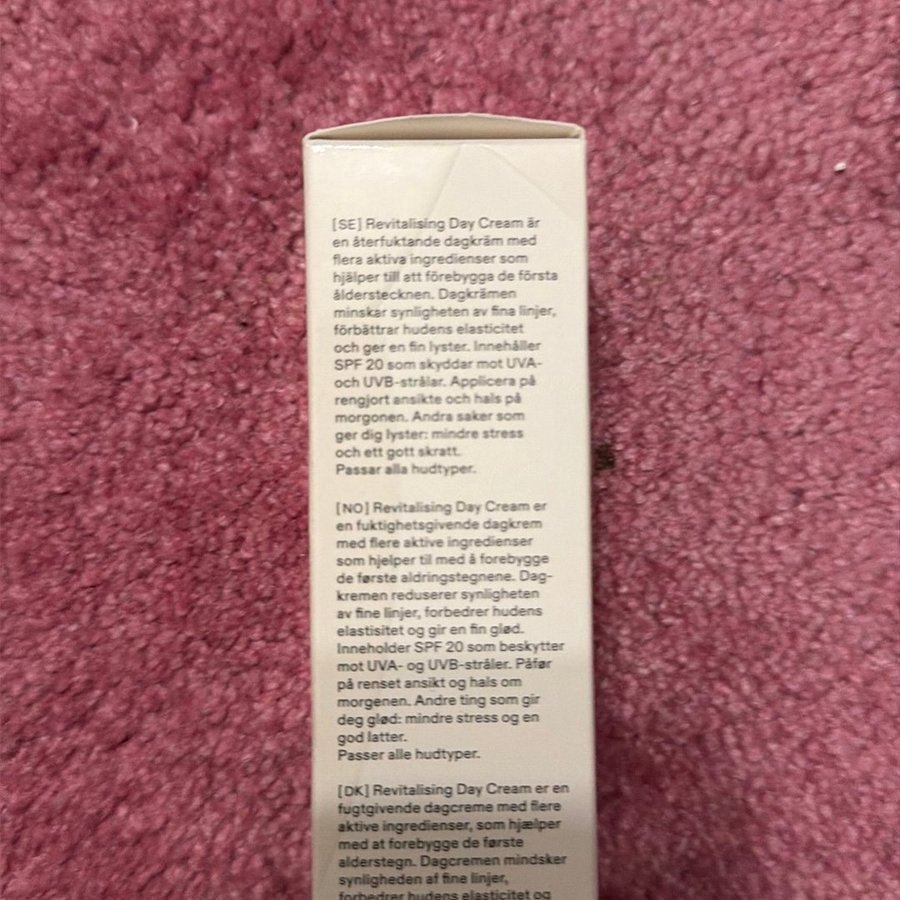 [SE] Revitalising Day Cream är
en återfuktande dagkräm med
flera aktiva ingredienser som
hjälper till att förebygga de första
ålderstecknen. Dagkrämen
minskar synligheten av fina linjer,
förbättrar hudens elasticitet
och ger en fin lyster. Innehåller
SPF 20 som skyddar mot UVA-
och UVB-strålar. Applicera på
rengjort ansikte och hals på
morgonen. Andra saker som
ger dig lyster: mindre stress
och ett gott skratt.
Passar alla hudtyper.
[NO] Revitalising Day Cream er
en fuktighetsgivende dagkrem
med flere aktive ingredienser
som hjelper til med å forebygge
de første aldringstegnene. Dag-
kremen reduserer synligheten
av fine linjer, forbedrer hudens
elastisitet og gir en fin glød.
Inneholder SPF 20 som beskytter
mot UVA- og UVB-stråler. Påfør
på renset ansikt og hals om
morgenen. Andre ting som gir
deg glød: mindre stress og en
god latter.
Passer alle hudtyper.
[DK] Revitalising Day Cream er en
fugtgivende dagcreme med flere
aktive ingredienser, som hjælper
med at forebygge de første
alderstegn. Dagcremen mindsker
synligheden af fine linjer,
forbedrer hudens elasticitet og